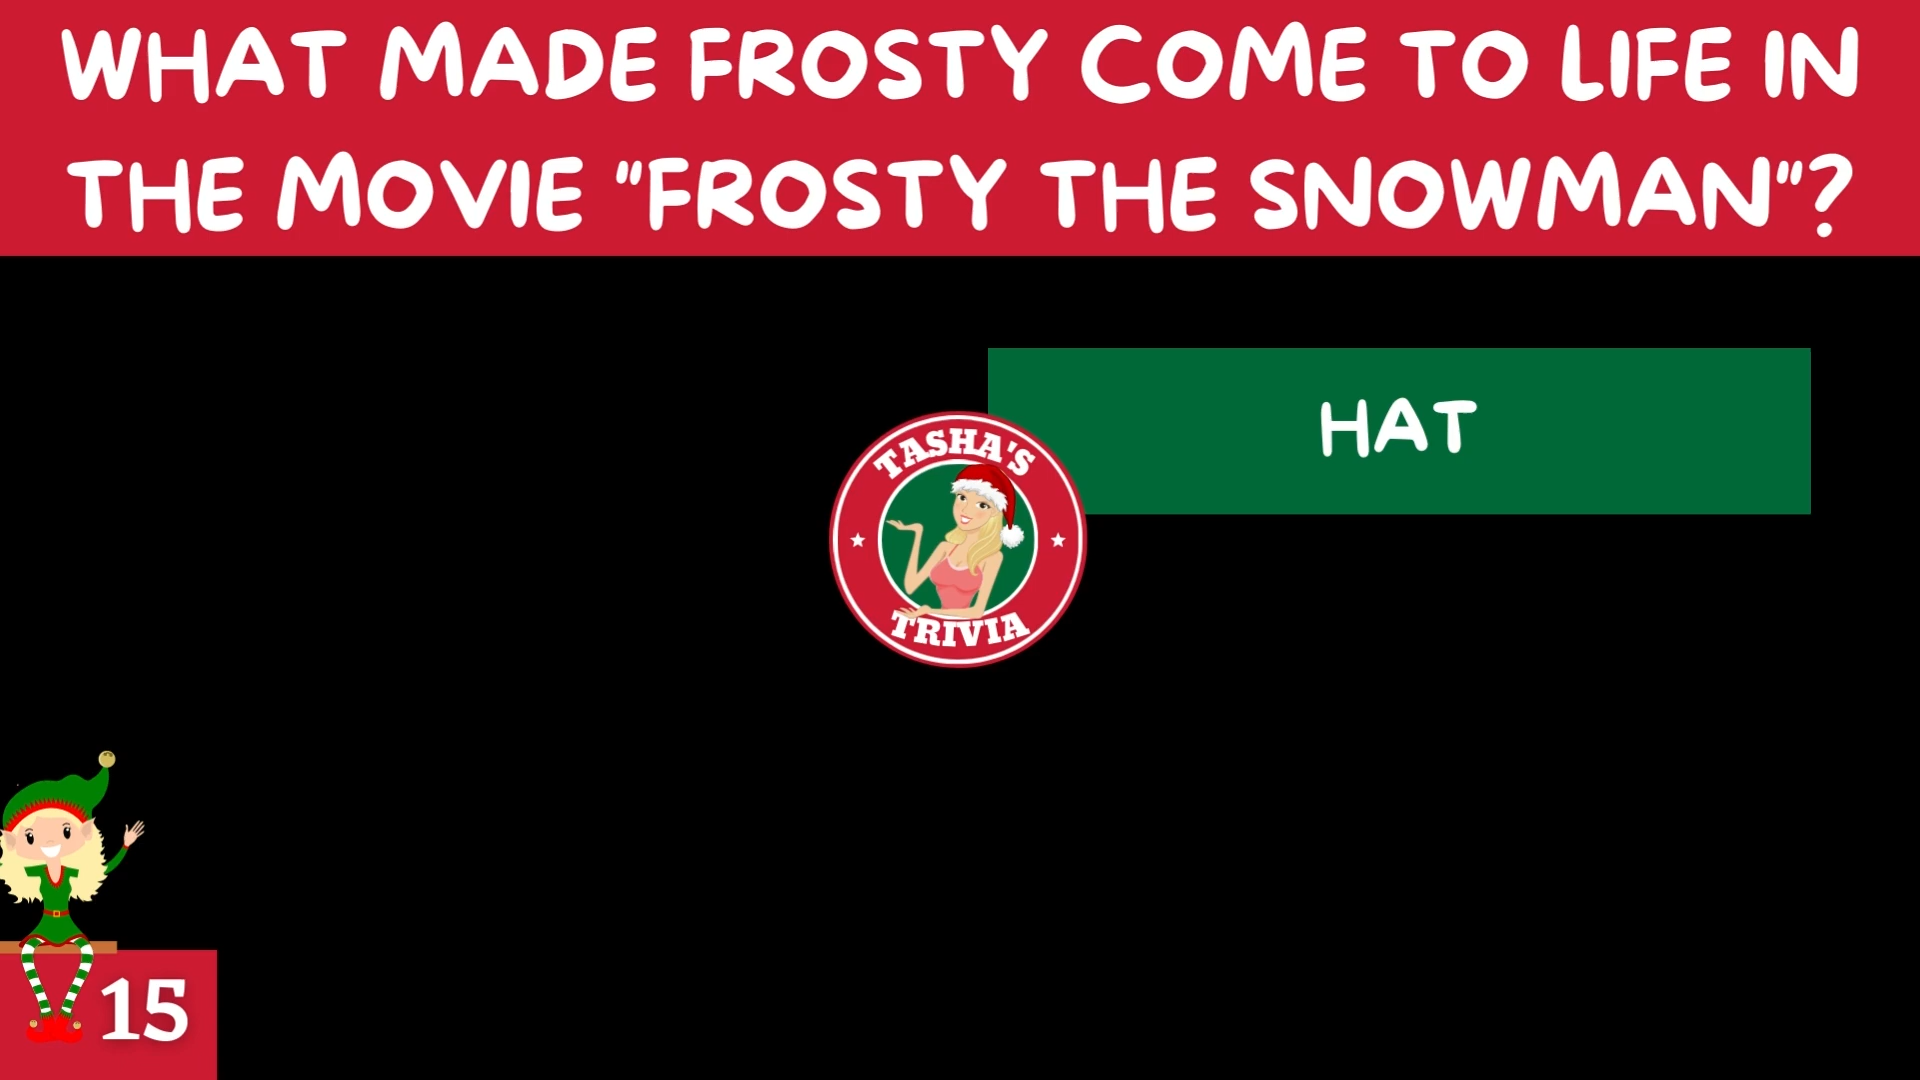 WHAT MADE FROSTY COME TO LIFE IN
THE MOVIE "FROSTY THE SNOWMAN"?
HAT
TASHA'S
TRIVIA
15